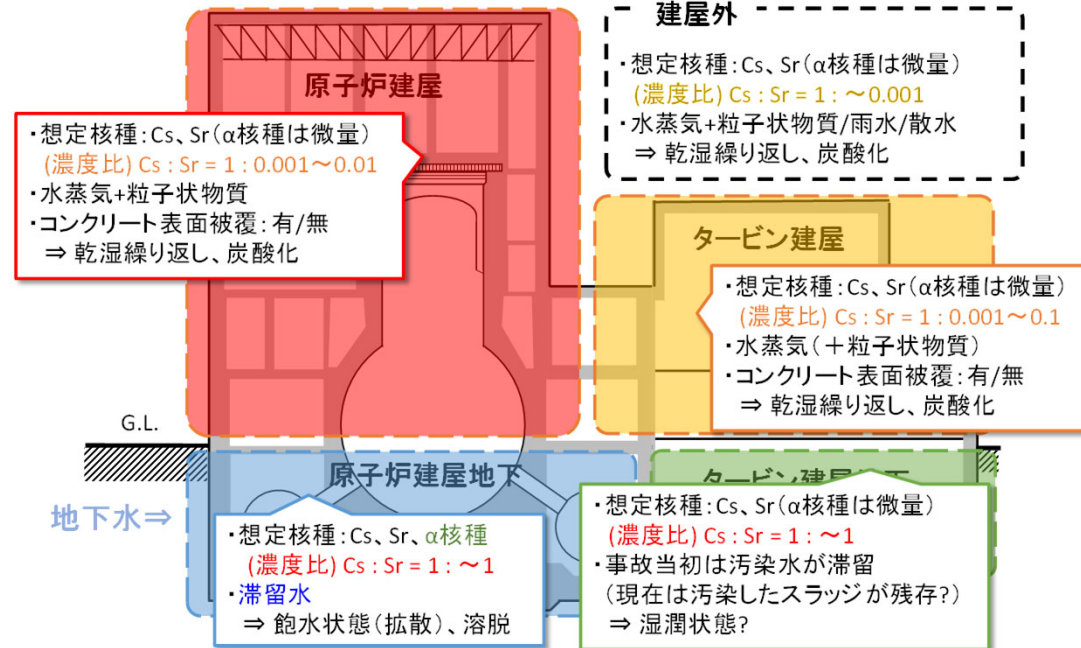 建屋外
・想定核種：Cs、Sr（α核種は微量）
（濃度比）Cs : Sr = 1 : ～0.001
・水蒸気+粒子状物質/雨水/散水
⇒ 乾湿繰り返し、炭酸化
原子炉建屋
・想定核種：Cs、Sr（α核種は微量）
（濃度比）Cs : Sr = 1 : 0.001～0.01
・水蒸気+粒子状物質
・コンクリート表面被覆：有/無
⇒ 乾湿繰り返し、炭酸化
タービン建屋
・想定核種：Cs、Sr（α核種は微量）
（濃度比）Cs : Sr = 1 : 0.001～0.1
・水蒸気（＋粒子状物質）
・コンクリート表面被覆：有/無
⇒ 乾湿繰り返し、炭酸化
G.L.
地下水⇒
原子炉建屋地下
・想定核種：Cs、Sr、α核種
（濃度比）Cs : Sr = 1 : ～1
・滞留水
⇒ 飽水状態（拡散）、溶脱
タービン建屋地下
・想定核種：Cs、Sr（α核種は微量）
（濃度比）Cs : Sr = 1 : ～1
・事故当初は汚染水が滞留
（現在は汚染したスラッジが残存？）
⇒ 湿潤状態？